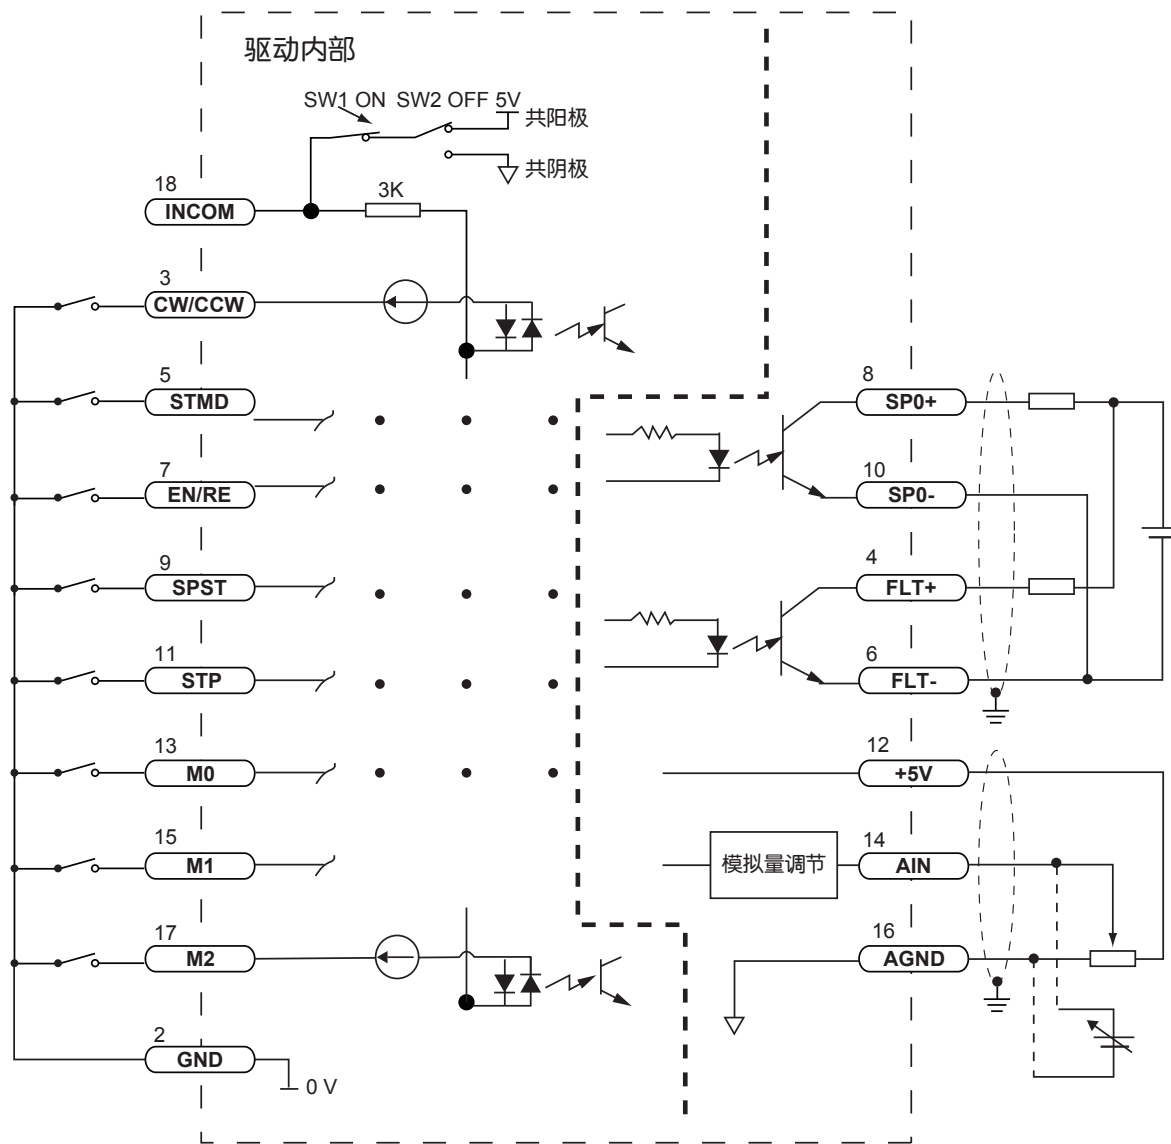 驱动内部
SW1 ON SW2 OFF 5V
共阳极
共阴极
18
INCOM
3K
3
CW/CCW
5
STMD
8
SP0+
7
EN/RE
10
SP0-
9
SPST
4
FLT+
11
STP
6
FLT-
13
M0
12
+5V
15
M1
模拟量调节
14
AIN
17
M2
16
AGND
2
GND
0 V